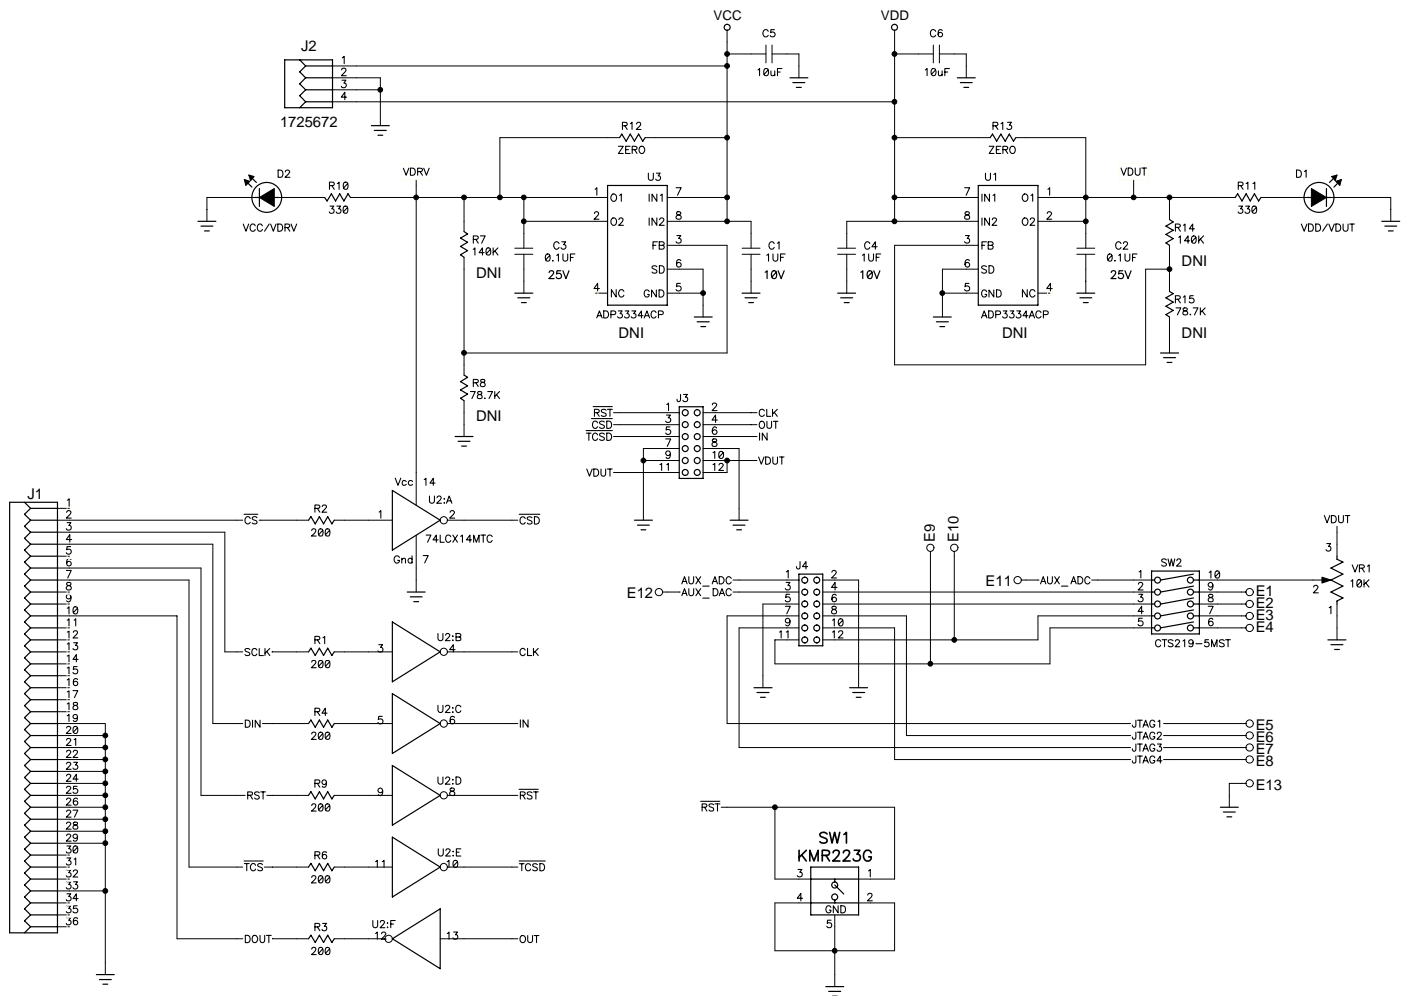 VCC
VDD
J2
1
2
3
4
1725672
C5
10uF
C6
10uF
R12
ZERO
R13
ZERO
D2
VCC/VDRV
R10
330
VDRV
U3
1 O1 IN1 7
2 O2 IN2 8
FB 3
SD 6
4 NC GND 5
ADP3334ACP
DNI
R7
140K
DNI
C3
0.1UF
25V
C1
1UF
10V
R8
78.7K
DNI
U1
7 IN1 O1 1
8 IN2 O2 2
3 FB
6 SD
5 GND NC 4
ADP3334ACP
DNI
C4
1UF
10V
C2
0.1UF
25V
VDUT
R11
330
D1
VDD/VDUT
R14
140K
DNI
R15
78.7K
DNI
J3
RST 1 2 CLK
CSD 3 4 OUT
TCSD 5 6 IN
7 8
9 10 VDUT
VDUT 11 12
J1
1
2
3
4
5
6
7
8
9
10
11
12
13
14
15
16
17
18
19
20
21
22
23
24
25
26
27
28
29
30
31
32
33
34
35
36
CS
R2
200
Vcc 14
1 U2:A 2
74LCX14MTC
Gnd 7
CSD
SCLK
R1
200
3 U2:B 4
CLK
DIN
R4
200
5 U2:C 6
IN
RST
R9
200
9 U2:D 8
RST
TCS
R6
200
11 U2:E 10
TCSD
DOUT
R3
200
U2:F
12 13
OUT
E9
E10
J4
AUX_ADC 1 2
E12 AUX_DAC 3 4
5 6
7 8
9 10
11 12
E11 AUX_ADC
SW2
1 10
2 9 E1
3 8 E2
4 7 E3
5 6 E4
CTS219-5MST
VDUT
3
VR1
10K
2
1
JTAG1 E5
JTAG2 E6
JTAG3 E7
JTAG4 E8
E13
RST
SW1
KMR223G
3 1
4 2
GND
5